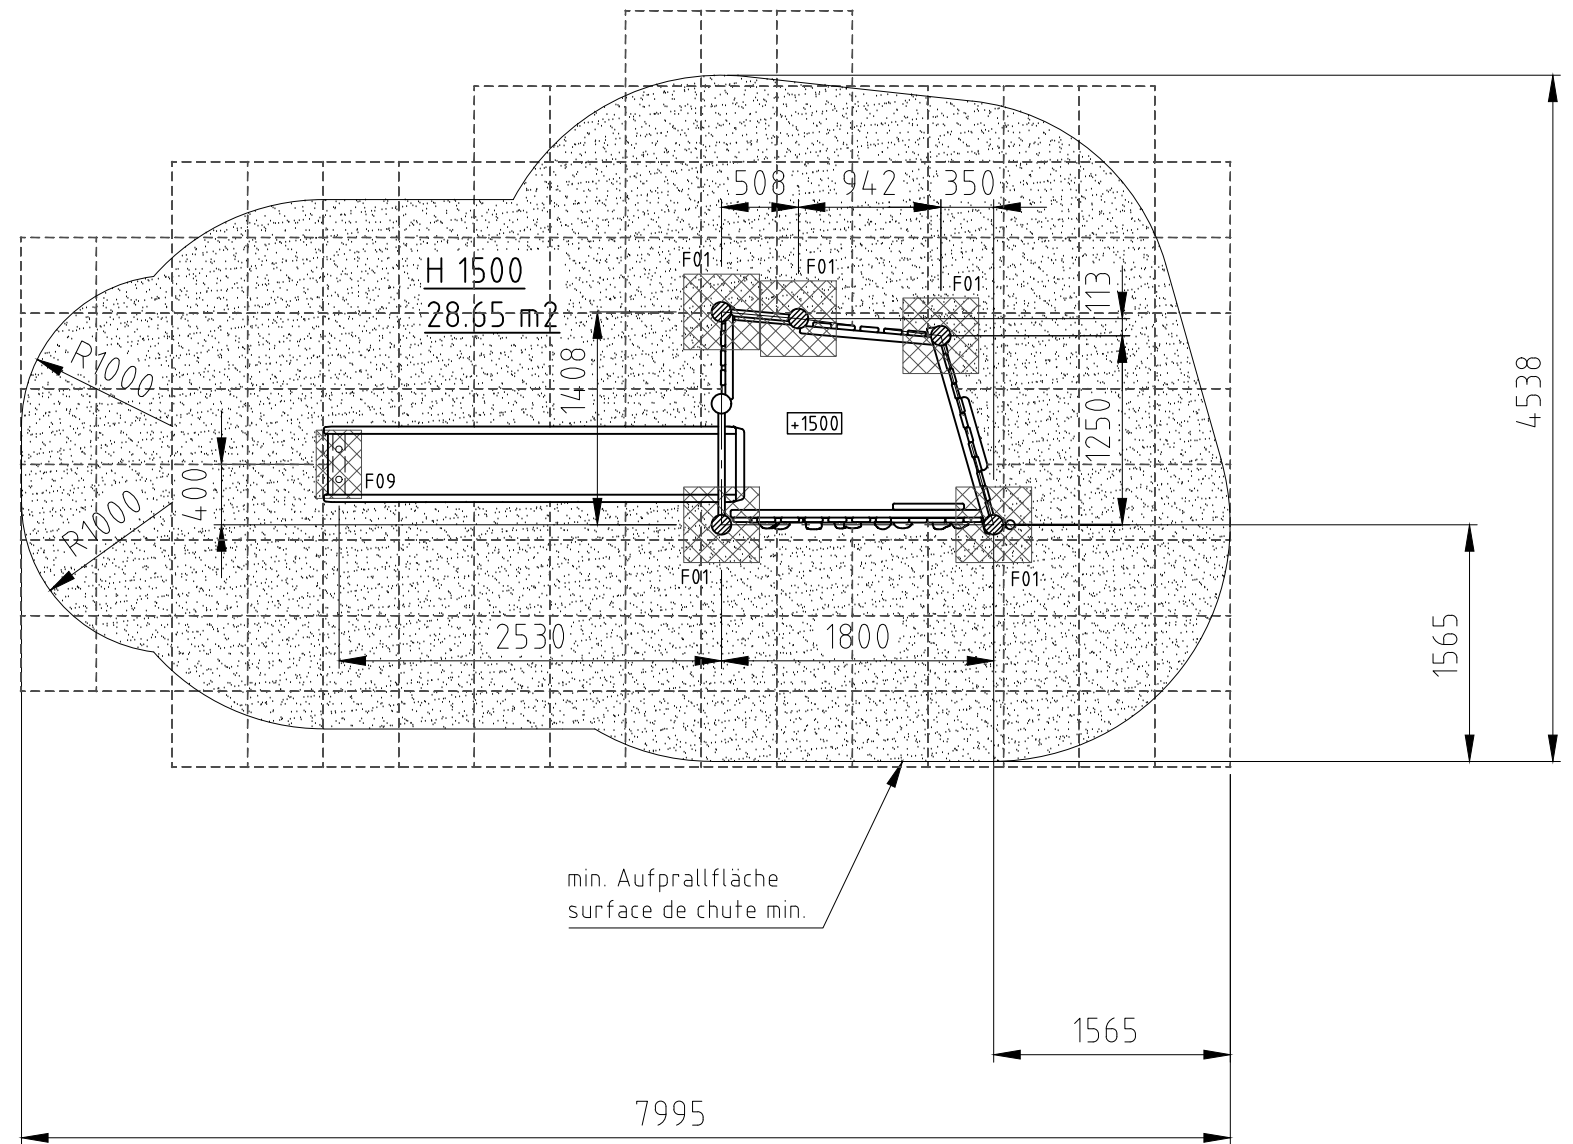 508
942
350
F01
F01
F01
H 1500
28.65 m2
113
R1000
1408
4538
1250
+1500
F09
400
R1000
F01
F01
2530
1800
1565
min. Aufprallfläche
surface de chute min.
1565
7995